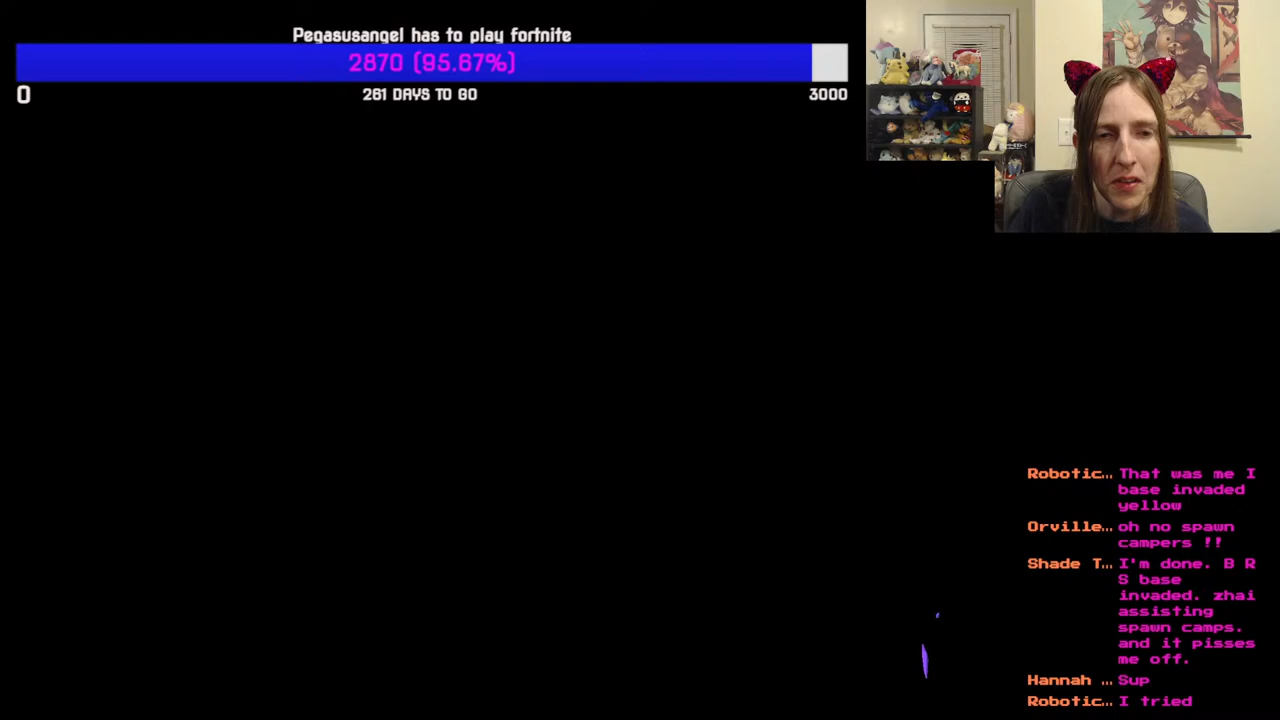 Pegasusangel has to play fortnite
2870 (95.67%)
0
261 DAYS TO GO
3000
Robotic… That was me I
base invaded
yellow
Orville… oh no spawn
campers !!
Shade T… I'm done. B R
S base
invaded. zhai
assisting
spawn camps.
and it pisses
me off.
Hannah … Sup
Robotic… I tried